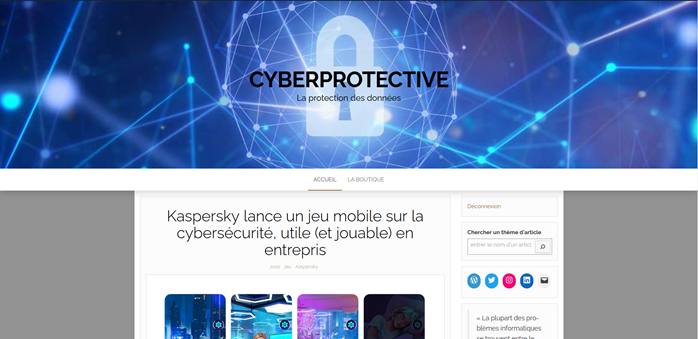 CYBERPROTECTIVE
La protection des données
ACCUEIL
LA BOUTIQUE
Kaspersky lance un jeu mobile sur la
cybersécurité, utile (et jouable) en
entrepris
jeu
Kaspersky
Déconnexion
Chercher un thème d'article
entrer le nom d'un articl
« La plupart des pro-
blèmes informatiques
se trouvent entre le